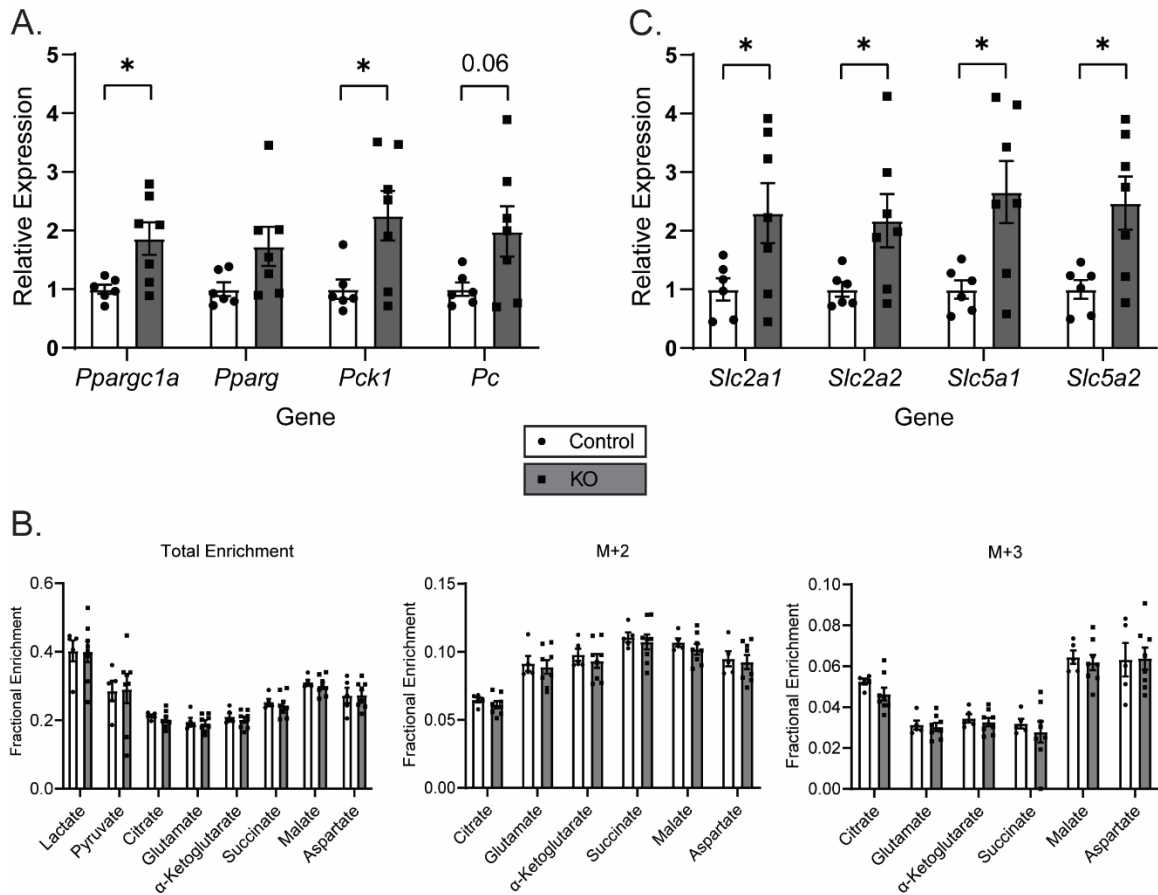 A.
5
4
3
2
1
0
Relative Expression
*
*
0.06
Ppargc1a Pparg Pck1 Pc
Gene
C.
5
4
3
2
1
0
Relative Expression
* * * *
Slc2a1 Slc2a2 Slc5a1 Slc5a2
Gene
Control
KO
B.
Total Enrichment
0.6
0.4
0.2
0.0
Fractional Enrichment
Lactate
Pyruvate
Citrate
Glutamate
α-Ketoglutarate
Succinate
Malate
Aspartate
M+2
0.15
0.10
0.05
0.00
Fractional Enrichment
Citrate
Glutamate
α-Ketoglutarate
Succinate
Malate
Aspartate
M+3
0.10
0.08
0.06
0.04
0.02
0.00
Fractional Enrichment
Citrate
Glutamate
α-Ketoglutarate
Succinate
Malate
Aspartate